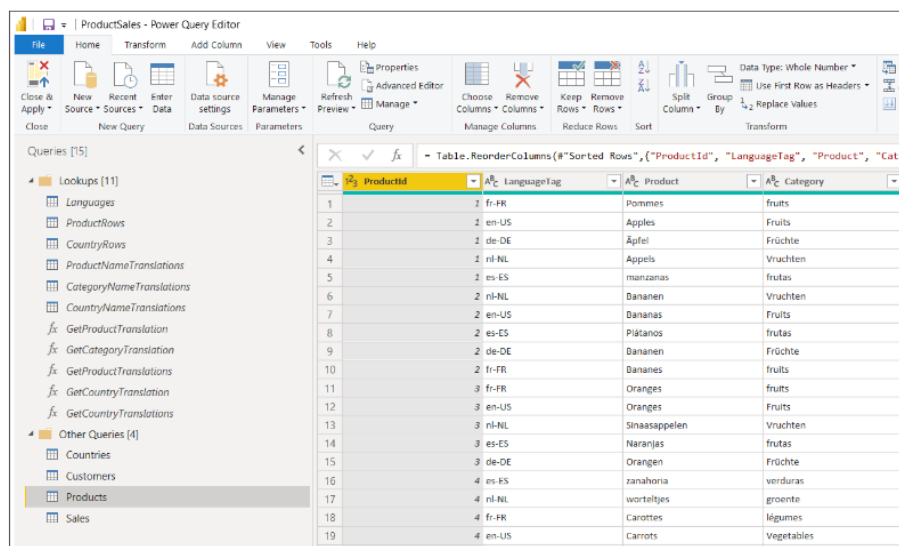 ProductSales - Power Query Editor
File Home Transform Add Column View Tools Help
Close & Apply New Source Recent Sources Enter Data Data source settings Manage Parameters Refresh Preview Properties Advanced Editor Manage Choose Columns Remove Columns Keep Rows Remove Rows Split Column Group By Data Type: Whole Number Use First Row as Headers Replace Values
Close New Query Data Sources Parameters Query Manage Columns Reduce Rows Sort Transform
Queries [15]
= Table.ReorderColumns(#"Sorted Rows",{"ProductId", "LanguageTag", "Product", "Cat
Lookups [11]
Languages
ProductRows
CountryRows
ProductNameTranslations
CategoryNameTranslations
CountryNameTranslations
fx GetProductTranslation
fx GetCategoryTranslation
fx GetProductTranslations
fx GetCountryTranslation
fx GetCountryTranslations
Other Queries [4]
Countries
Customers
Products
Sales
ProductId LanguageTag Product Category
1 1 fr-FR Pommes fruits
2 1 en-US Apples Fruits
3 1 de-DE Äpfel Früchte
4 1 nl-NL Appels Vruchten
5 1 es-ES manzanas frutas
6 2 nl-NL Bananen Vruchten
7 2 en-US Bananas Fruits
8 2 es-ES Plátanos frutas
9 2 de-DE Bananen Früchte
10 2 fr-FR Bananes fruits
11 3 fr-FR Oranges fruits
12 3 en-US Oranges Fruits
13 3 nl-NL Sinaasappelen Vruchten
14 3 es-ES Naranjas frutas
15 3 de-DE Orangen Früchte
16 4 es-ES zanahoria verduras
17 4 nl-NL worteltjes groente
18 4 fr-FR Carottes légumes
19 4 en-US Carrots Vegetables